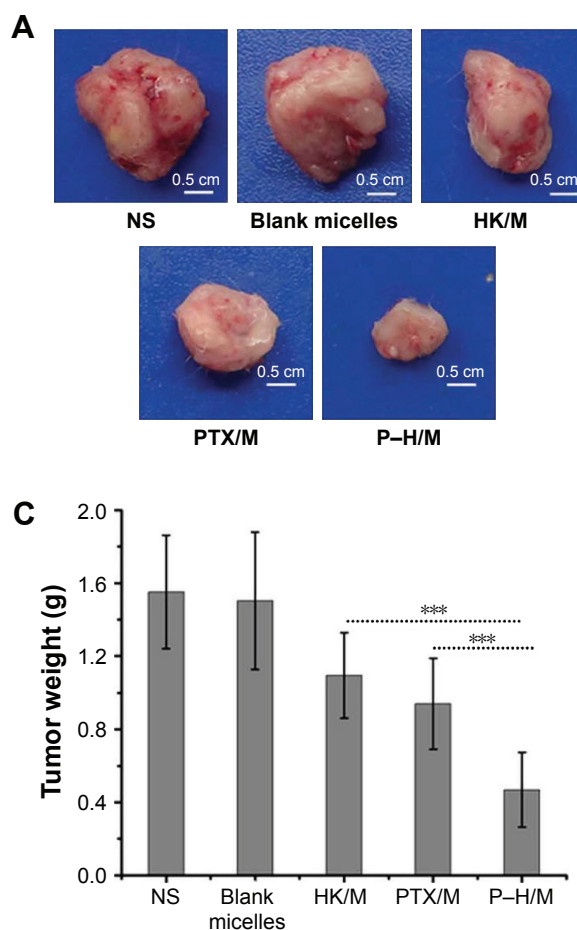 A
0.5 cm
0.5 cm
0.5 cm
NS
Blank micelles
HK/M
0.5 cm
0.5 cm
PTX/M
P–H/M
C
Tumor weight (g)
2.0
1.6
1.2
0.8
0.4
0.0
***
***
NS
Blank
micelles
HK/M
PTX/M
P–H/M